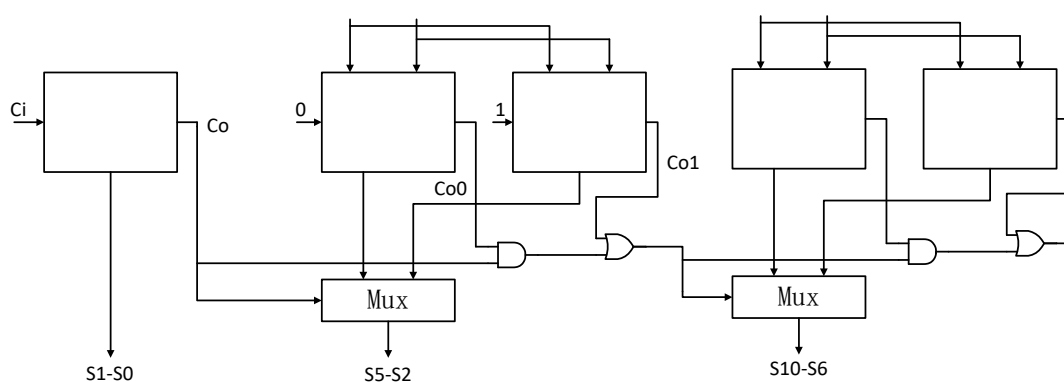 Ci
Co
0
1
Co0
Co1
Mux
Mux
S1-S0
S5-S2
S10-S6